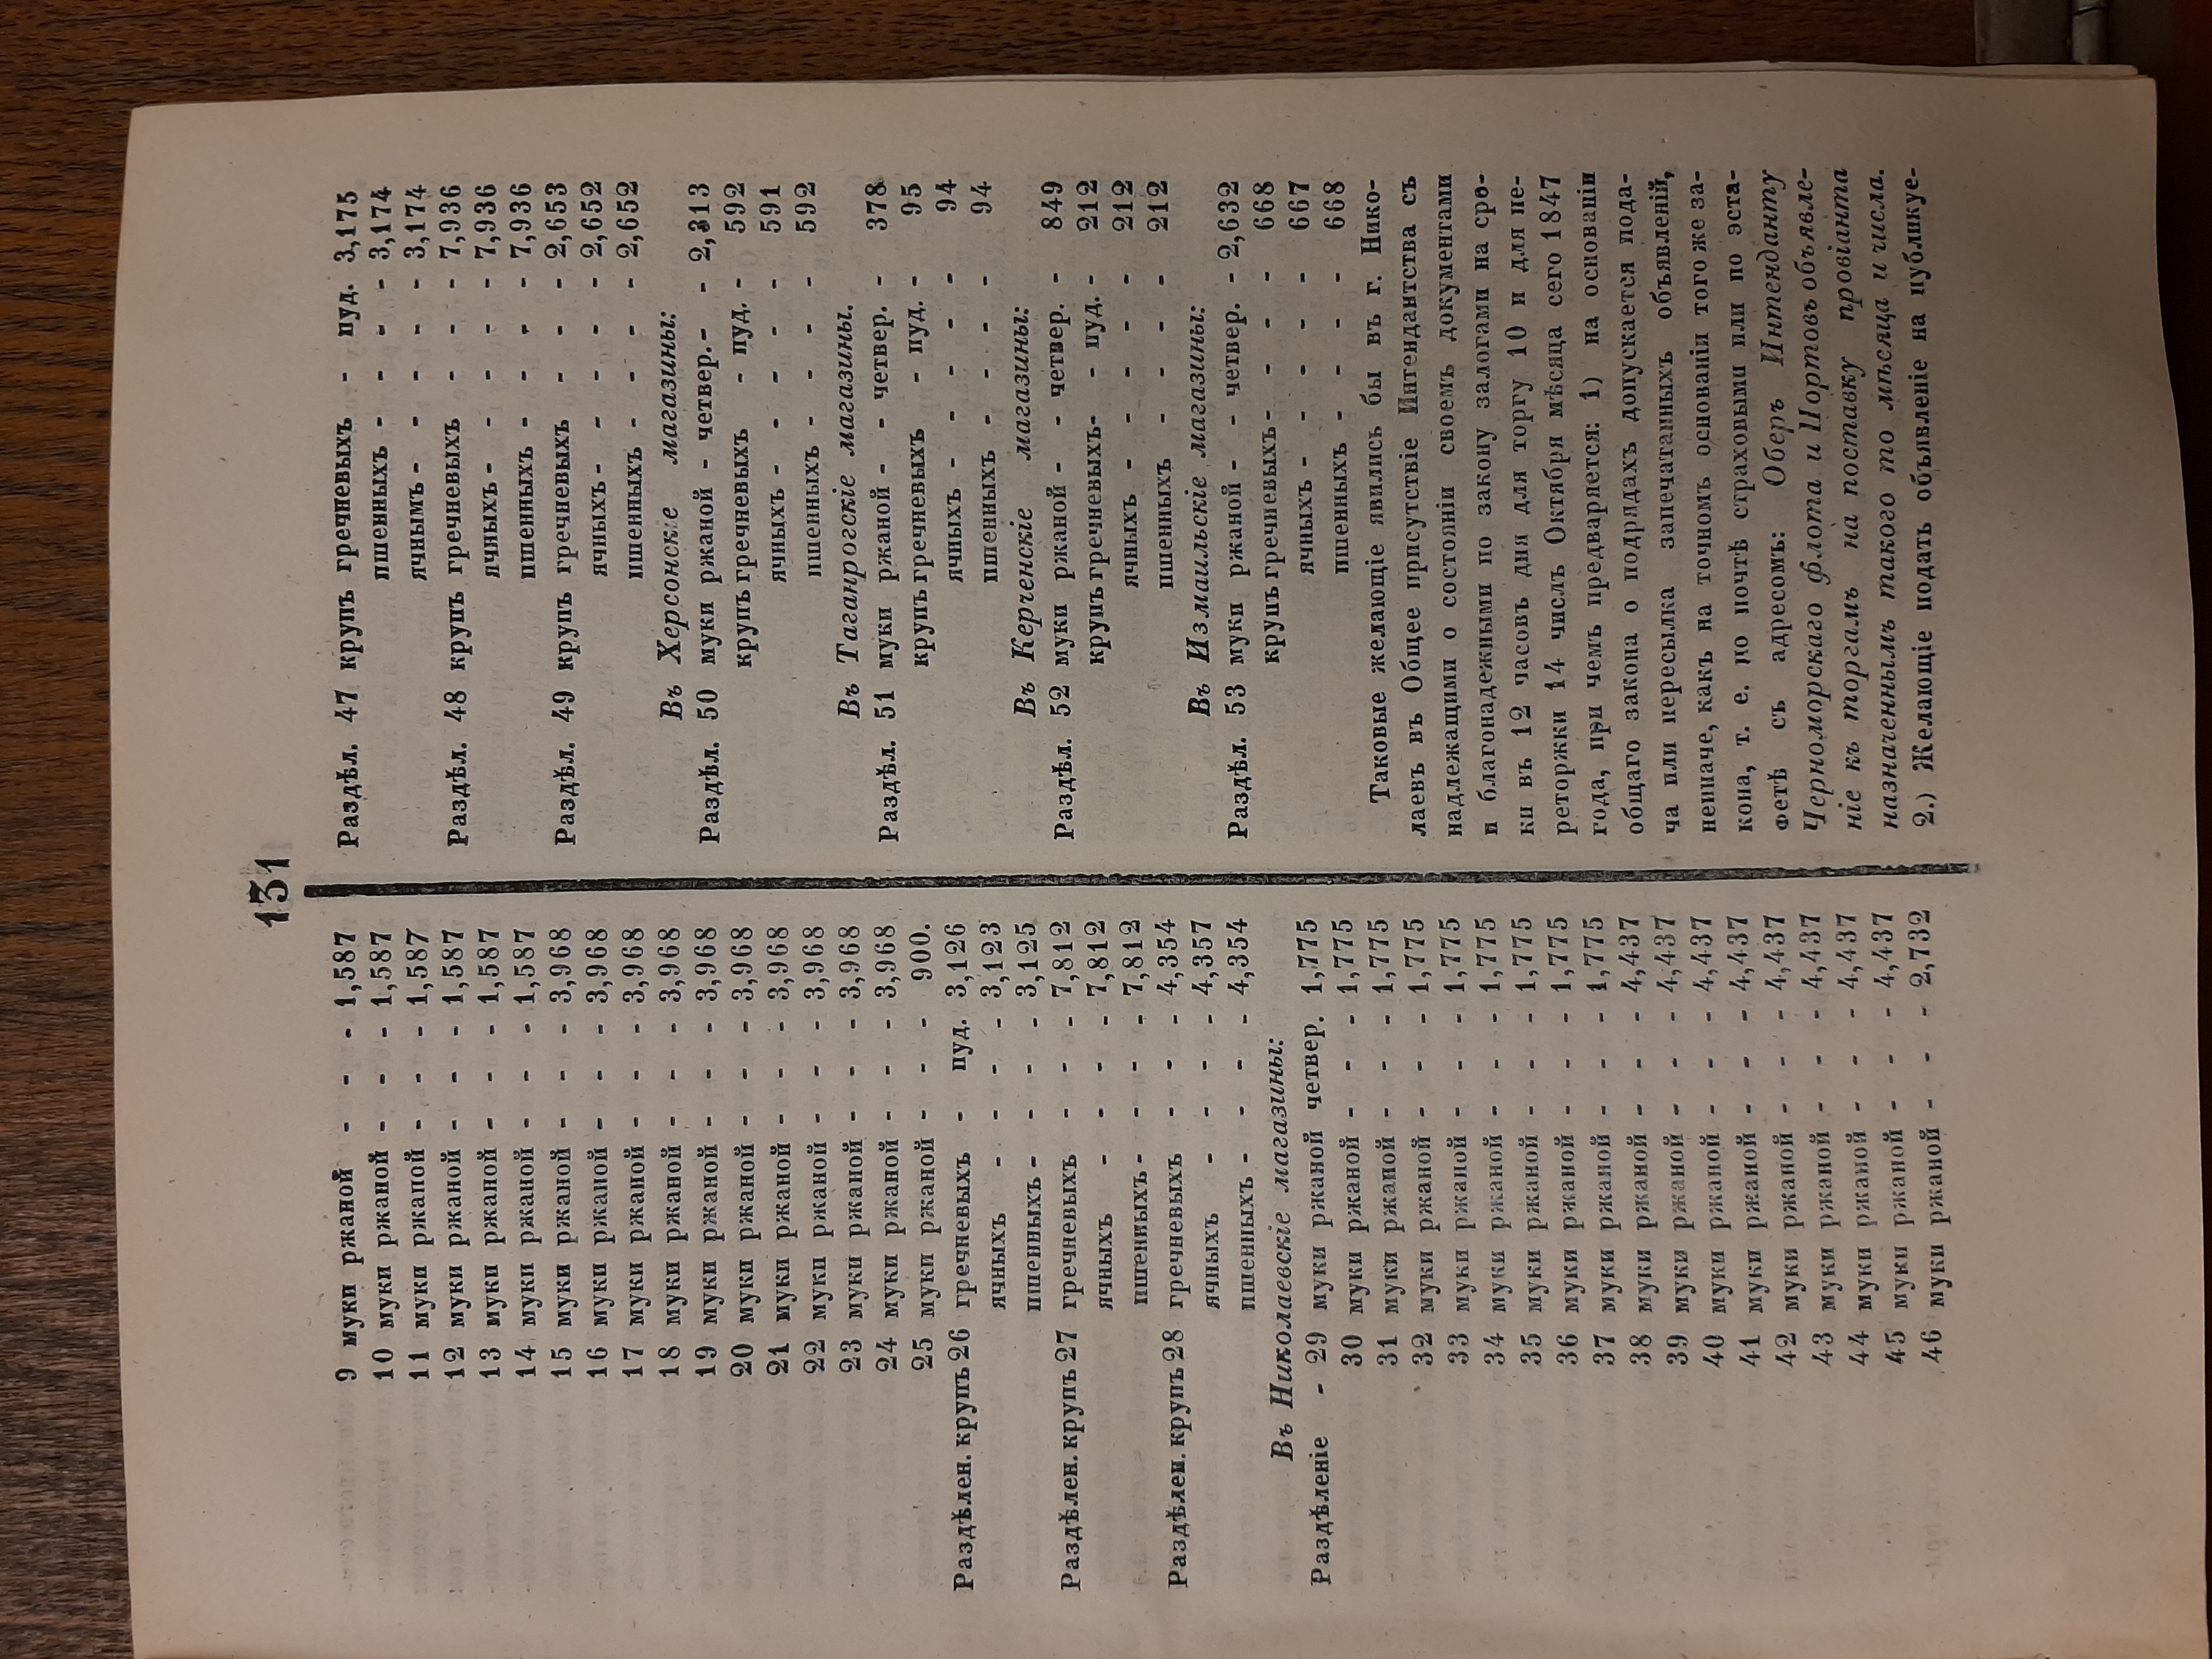 131
9 муки ржаной - - - 1,587
10 муки ржаной - - - 1,587
11 муки ржаной - - - 1,587
12 муки ржаной - - - 1,587
13 муки ржаной - - - 1,587
14 муки ржаной - - - 1,587
15 муки ржаной - - - 3,968
16 муки ржаной - - - 3,968
17 муки ржаной - - - 3,968
18 муки ржаной - - - 3,968
19 муки ржаной - - - 3,968
20 муки ржаной - - - 3,968
21 муки ржаной - - - 3,968
22 муки ржаной - - - 3,968
23 муки ржаной - - - 3,968
24 муки ржаной - - - 3,968
25 муки ржаной - - - 900.
Раздѣлен. крупъ 26 гречневыхъ - пуд. 3,126
ячныхъ - - - - 3,123
пшенныхъ - - - - 3,125
Раздѣлен. крупъ 27 гречневыхъ - - - 7,812
ячныхъ - - - - 7,812
пшенныхъ - - - - 7,812
Раздѣлен. крупъ 28 гречневыхъ - - - 4,354
ячныхъ - - - - 4,357
пшенныхъ - - - - 4,354
Въ Николаевскіе магазины:
Раздѣленіе - 29 муки ржаной четвер. 1,775
30 муки ржаной - - - 1,775
31 муки ржаной - - - 1,775
32 муки ржаной - - - 1,775
33 муки ржаной - - - 1,775
34 муки ржаной - - - 1,775
35 муки ржаной - - - 1,775
36 муки ржаной - - - 1,775
37 муки ржаной - - - 1,775
38 муки ржаной - - - 4,437
39 муки ржаной - - - 4,437
40 муки ржаной - - - 4,437
41 муки ржаной - - - 4,437
42 муки ржаной - - - 4,437
43 муки ржаной - - - 4,437
44 муки ржаной - - - 4,437
45 муки ржаной - - - 4,437
46 муки ржаной - - - 2,732
Раздѣл. 47 крупъ гречневыхъ - пуд. 3,175
пшенныхъ - - - - 3,174
ячнымъ - - - - - 3,174
Раздѣл. 48 крупъ гречневыхъ - - - 7,936
ячныхъ - - - - - 7,936
пшенныхъ - - - - 7,936
Раздѣл. 49 крупъ гречневыхъ - - - 2,653
ячныхъ - - - - - 2,652
пшенныхъ - - - - 2,652
Въ Херсонскіе магазины:
Раздѣл. 50 муки ржаной - четвер. - - 2,313
крупъ гречневыхъ - пуд. - 592
ячныхъ - - - - - 591
пшенныхъ - - - - 592
Въ Таганрогскіе магазины.
Раздѣл. 51 муки ржаной - - четвер. - 378
крупъ гречневыхъ - пуд. - 95
ячныхъ - - - - - 94
пшенныхъ - - - - 94
Въ Керченскіе магазины:
Раздѣл. 52 муки ржаной - - четвер. - 849
крупъ гречневыхъ - - пуд. - 212
ячныхъ - - - - - 212
пшенныхъ - - - - 212
Въ Измаильскіе магазины:
Раздѣл. 53 муки ржаной - - четвер. - 2,632
крупъ гречневыхъ - - - - 668
ячныхъ - - - - - 667
пшенныхъ - - - - 668
Таковые желающіе явились бы въ г. Нико-
лаевъ въ Общее присутствіе Интендантства съ
надлежащими о состояніи своемъ документами
и благонадежными по закону залогами на сро-
ки въ 12 часовъ дня для торгу 10 и для пе-
реторжки 14 числъ Октября мѣсяца сего 1847
года, при чемъ предваряется: 1) на основаніи
общаго закона о подрядахъ допускается пода-
ча или пересылка запечатанныхъ объявленій,
неиначе, какъ на точномъ основаніи того же за-
кона, т. е. по почтѣ страховыми или по эста-
фетѣ съ адресомъ: Оберъ Интенданту
Черноморскаго флота и Портовъ объявле-
ніе къ торгамъ на поставку провіанта
назначеннымъ такого то мѣсяца и числа.
2.) Желающіе подать объявленіе на публикуе-